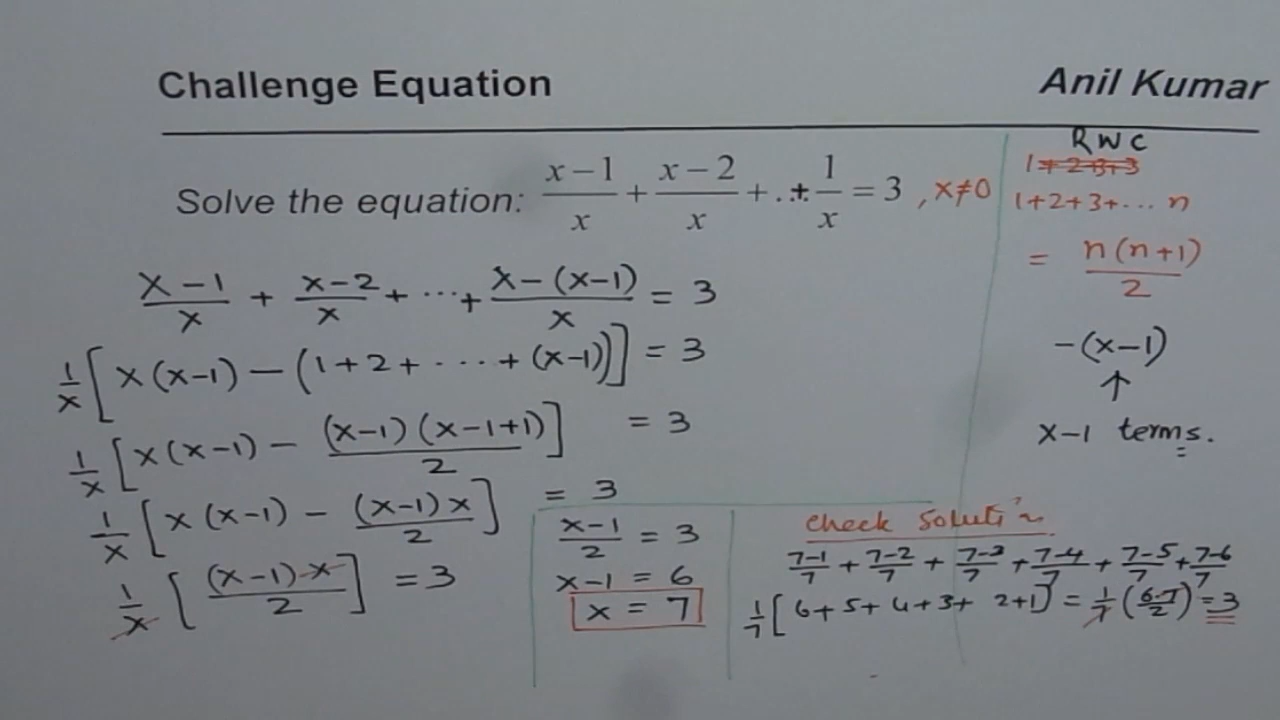 Challenge Equation
Anil Kumar
Solve the equation: (x−1)/x + (x−2)/x + ..+ 1/x = 3 , x≠0
(x−1)/x + (x−2)/x + ... + (x−(x−1))/x = 3
1/x [x(x−1) − (1+2+ ... + (x−1))] = 3
1/x [x(x−1) − (x−1)(x−1+1)/2] = 3
1/x [x(x−1) − (x−1)x/2] = 3
1/x [(x−1)x/2] = 3
(x−1)/2 = 3
x−1 = 6
x = 7
RWC
1+2+3+3
1+2+3+... n
= n(n+1)/2
−(x−1)
↑
x−1 terms.
check Soluti'n
(7−1)/7 + (7−2)/7 + (7−3)/7 + (7−4)/7 + (7−5)/7 + (7−6)/7
1/7 [6+5+4+3+ 2+1] = 1/7 (6·7/2) = 3